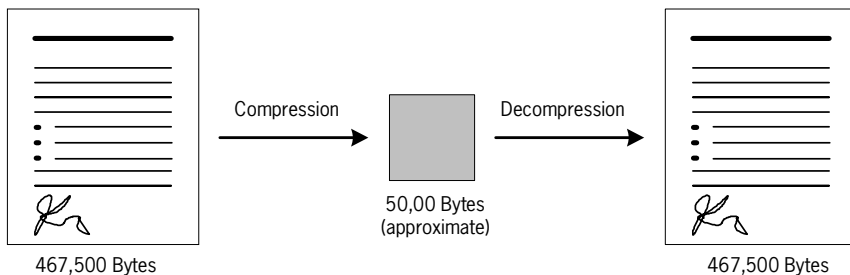 Compression
Decompression
50,00 Bytes
(approximate)
467,500 Bytes
467,500 Bytes